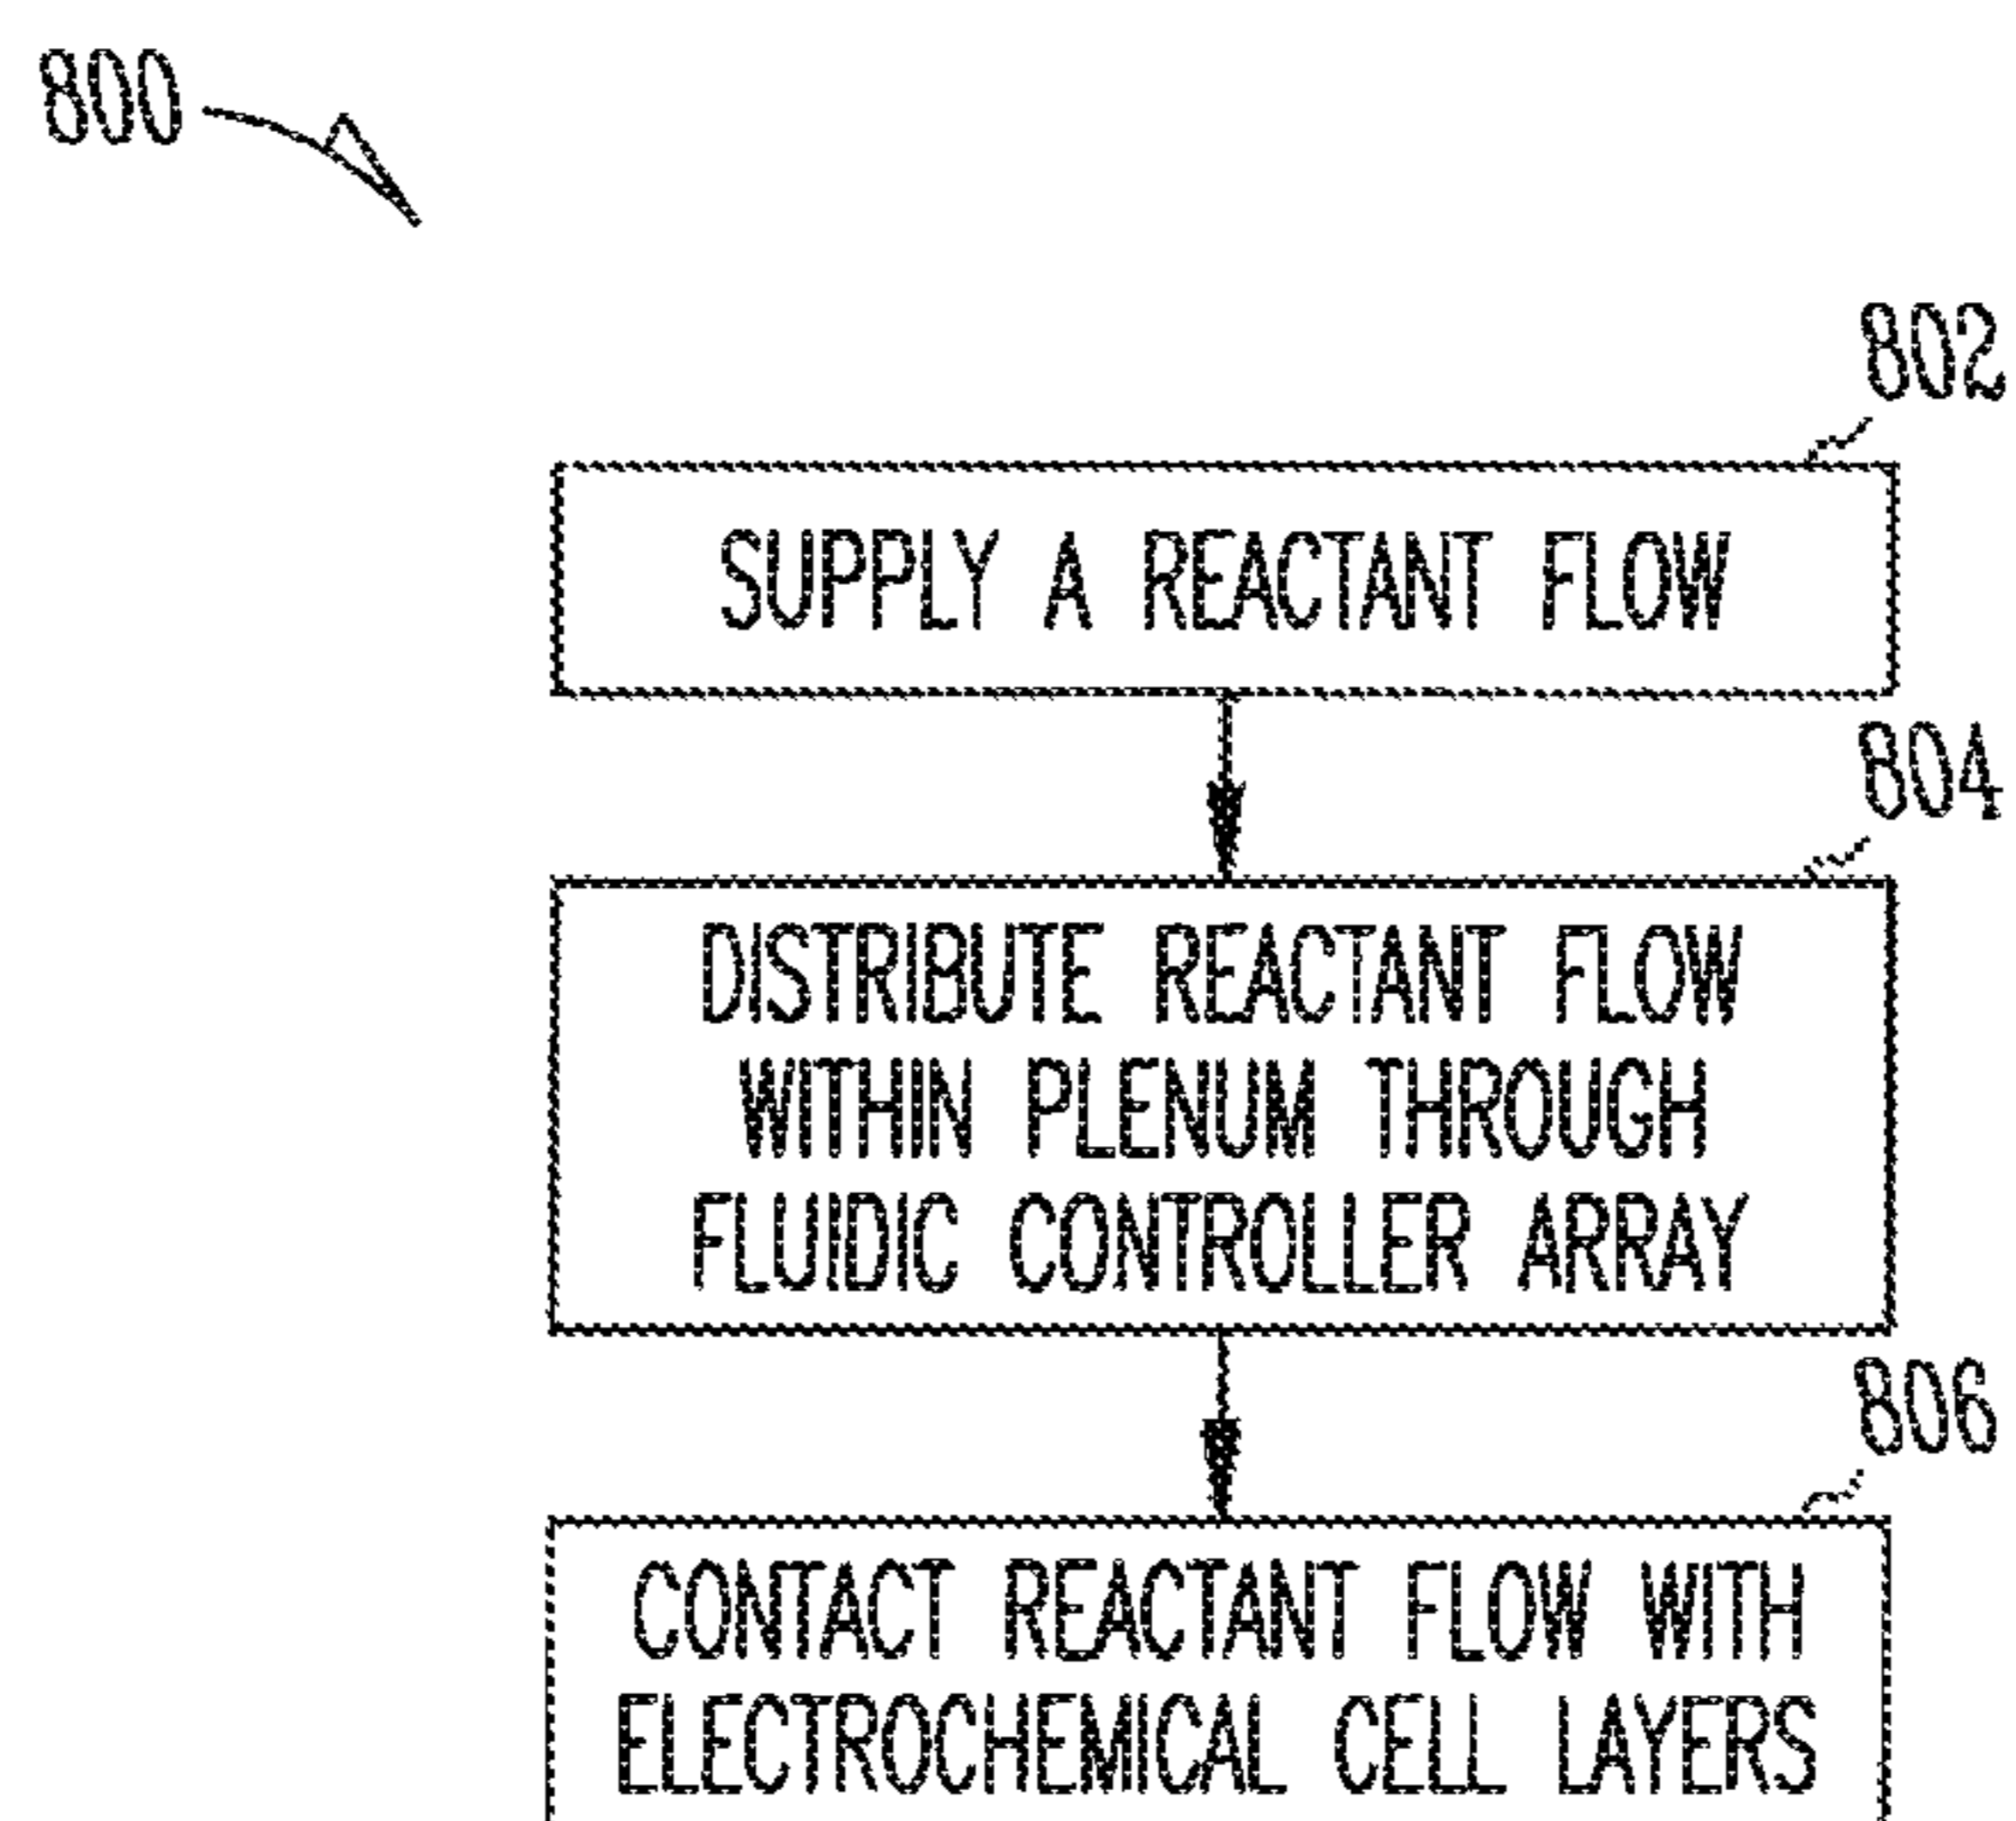 800
802
SUPPLY A REACTANT FLOW
804
DISTRIBUTE REACTANT FLOW
WITHIN PLENUM THROUGH
FLUIDIC CONTROLLER ARRAY
806
CONTACT REACTANT FLOW WITH
ELECTROCHEMICAL CELL LAYERS